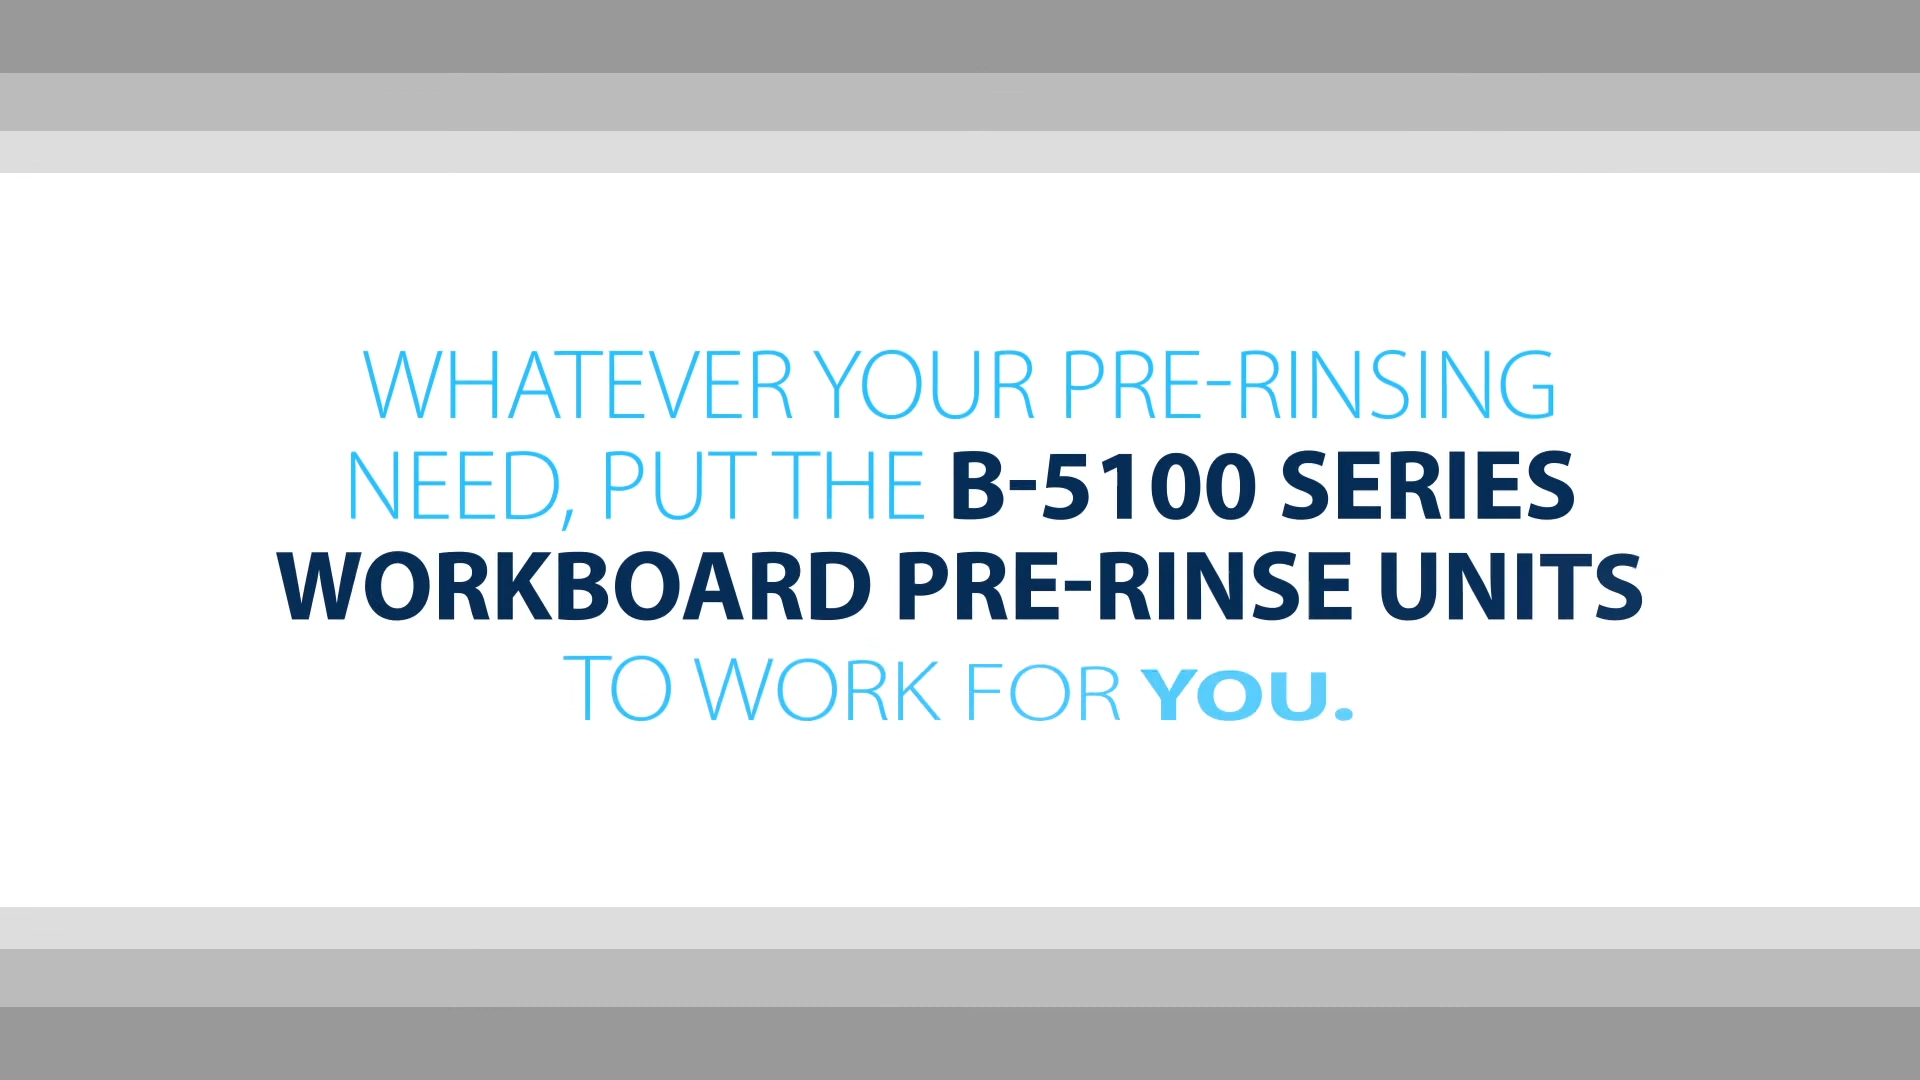 WHATEVER YOUR PRE-RINSING
NEED, PUT THE B-5100 SERIES
WORKBOARD PRE-RINSE UNITS
TO WORK FOR YOU.